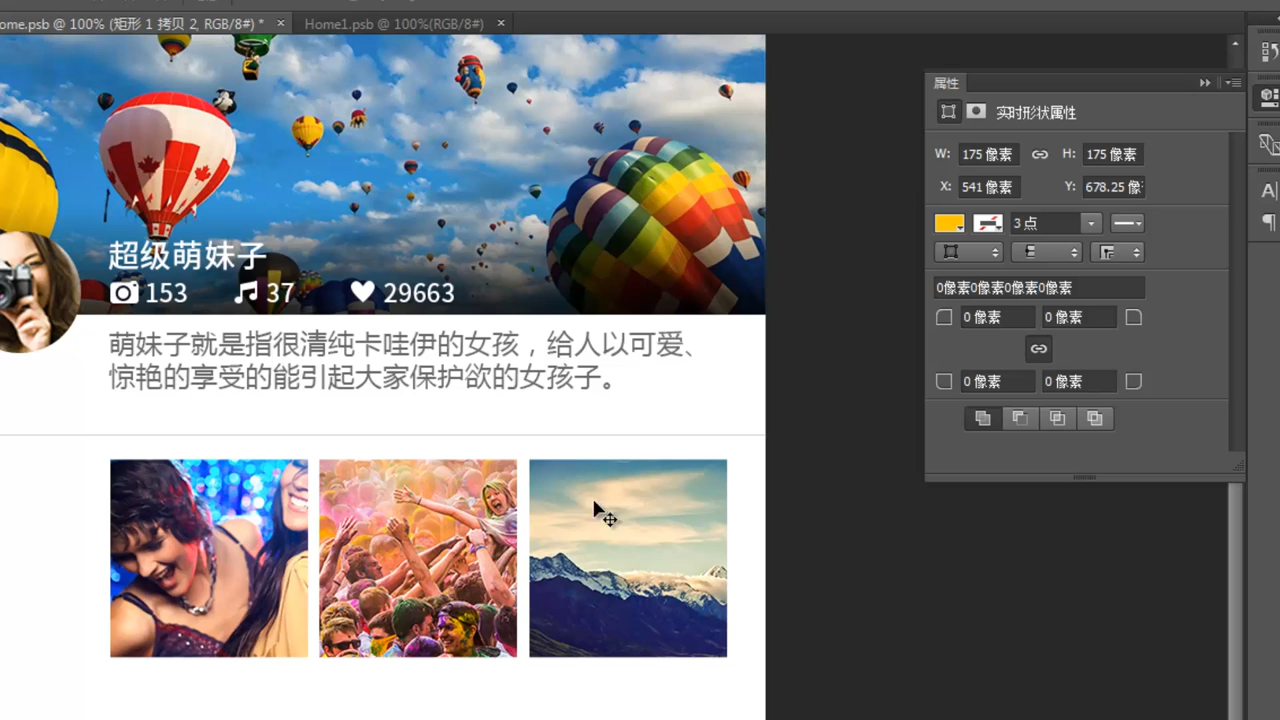 ome.psb @ 100% (矩形 1 拷贝 2, RGB/8#) * ×
Home1.psb @ 100%(RGB/8#) ×
超级萌妹子
153 37 29663
萌妹子就是指很清纯卡哇伊的女孩，给人以可爱、
惊艳的享受的能引起大家保护欲的女孩子。
属性
实时形状属性
W: 175 像素 H: 175 像素
X: 541 像素 Y: 678.25 像
3 点
0像素0像素0像素0像素
0 像素 0 像素
0 像素 0 像素
A